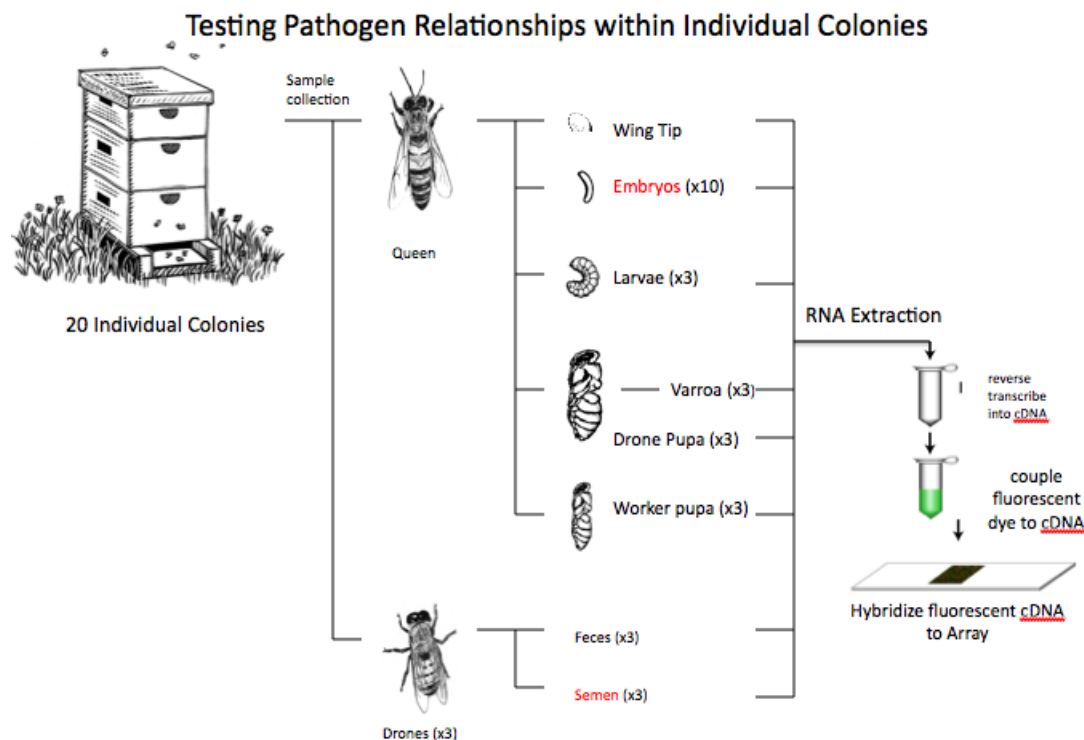 Testing Pathogen Relationships within Individual Colonies
Sample
collection
20 Individual Colonies
Queen
Wing Tip
Embryos (x10)
Larvae (x3)
Varroa (x3)
Drone Pupa (x3)
Worker pupa (x3)
Drones (x3)
Feces (x3)
Semen (x3)
RNA Extraction
reverse
transcribe
into cDNA
couple
fluorescent
dye to cDNA
Hybridize fluorescent cDNA
to Array